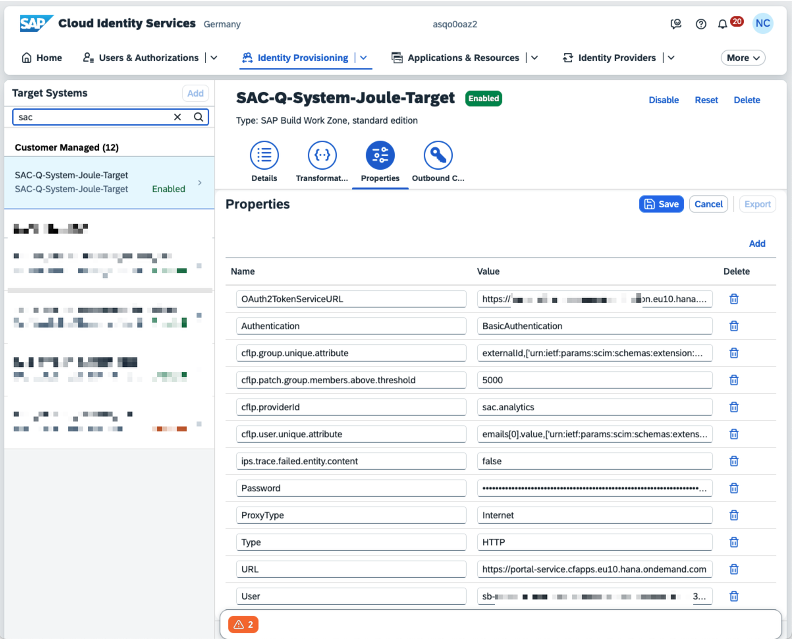 SAP Cloud Identity Services Germany
asqo0oaz2
20
NC
Home
Users & Authorizations
Identity Provisioning
Applications & Resources
Identity Providers
More
Target Systems
Add
sac
Customer Managed (12)
SAC-Q-System-Joule-Target
SAC-Q-System-Joule-Target Enabled
SAC-Q-System-Joule-Target Enabled
Type: SAP Build Work Zone, standard edition
Disable Reset Delete
Details
Transformat...
Properties
Outbound C...
Properties
Save Cancel Export
Add
Name Value Delete
OAuth2TokenServiceURL https:// on.eu10.hana....
Authentication BasicAuthentication
cflp.group.unique.attribute externalId,['urn:ietf:params:scim:schemas:extension:...
cflp.patch.group.members.above.threshold 5000
cflp.providerId sac.analytics
cflp.user.unique.attribute emails[0].value,['urn:ietf:params:scim:schemas:extens...
ips.trace.failed.entity.content false
Password
ProxyType Internet
Type HTTP
URL https://portal-service.cfapps.eu10.hana.ondemand.com
User sb- 3...
2